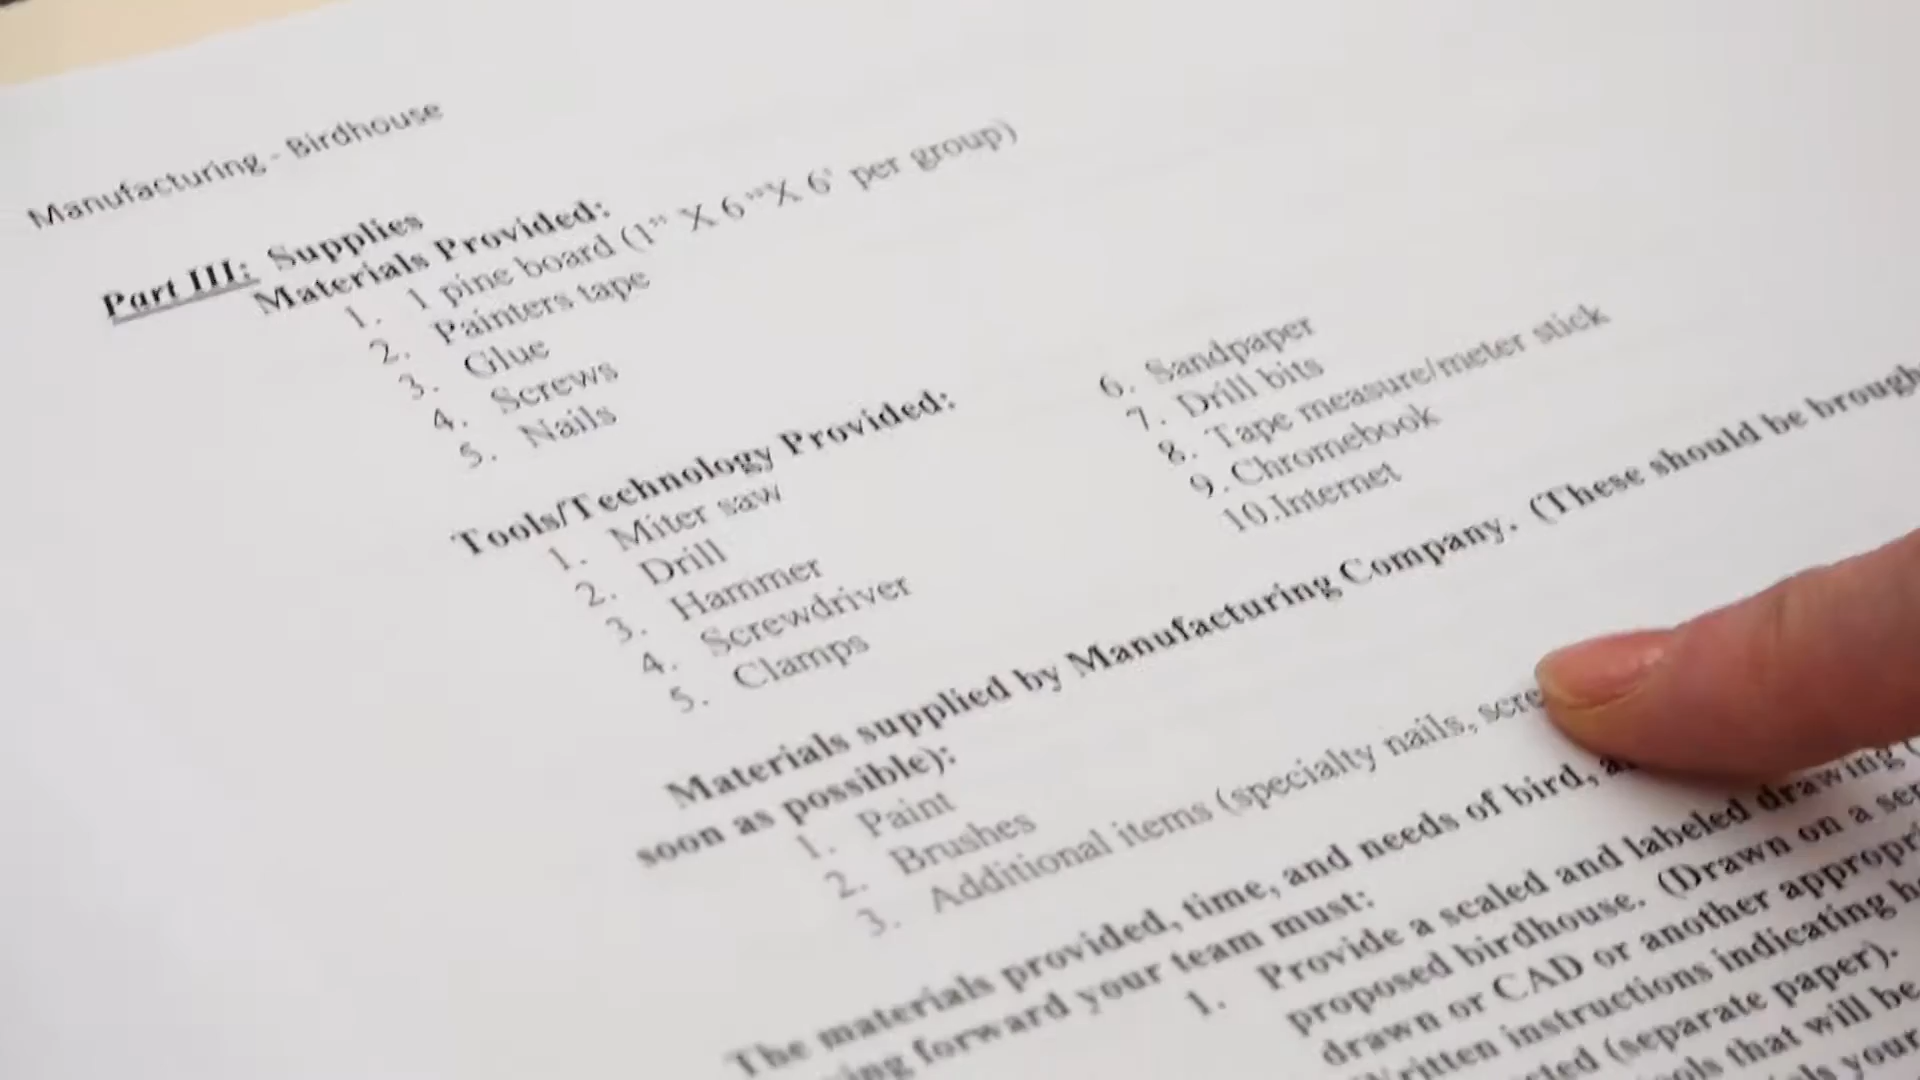 Manufacturing - Birdhouse
Part III: Supplies
Materials Provided:
1. 1 pine board (1" X 6"X 6' per group)
2. Painters tape
3. Glue
4. Screws
5. Nails
Tools/Technology Provided:
1. Miter saw
2. Drill
3. Hammer
4. Screwdriver
5. Clamps
6. Sandpaper
7. Drill bits
8. Tape measure/meter stick
9. Chromebook
10.Internet
Materials supplied by Manufacturing Company. (These should be
soon as possible):
1. Paint
2. Brushes
3. Additional items (specialty nails,
The materials provided, time, and needs of bird,
forward your team must:
1. Provide a scaled and labeled drawing
proposed birdhouse. (Drawn on a
drawn or CAD or another
instructions indicating
(separate paper).
that will be
your